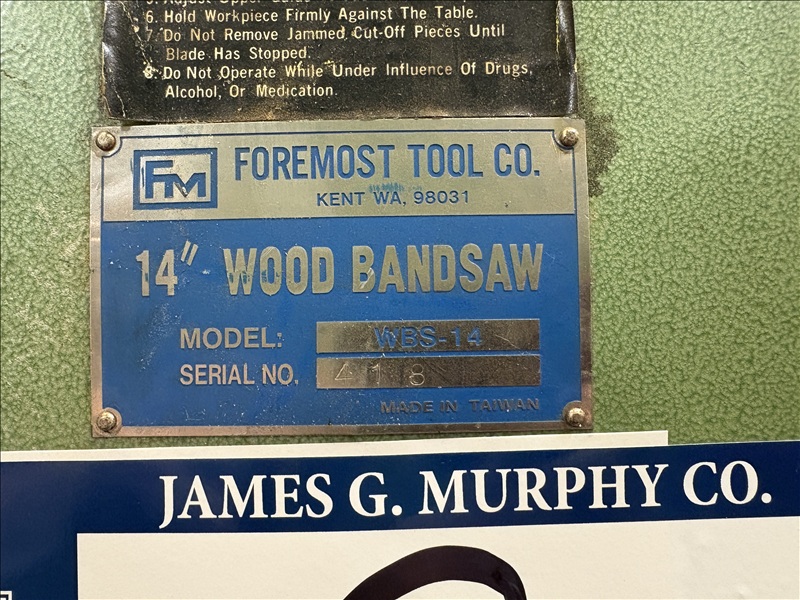 6. Hold Workpiece Firmly Against The Table.
7. Do Not Remove Jammed Cut-Off Pieces Until
Blade Has Stopped.
8. Do Not Operate While Under Influence Of Drugs,
Alcohol, Or Medication.
FM
FOREMOST TOOL CO.
KENT WA, 98031
14" WOOD BANDSAW
MODEL: WBS-14
SERIAL NO. 418
MADE IN TAIWAN
JAMES G. MURPHY CO.